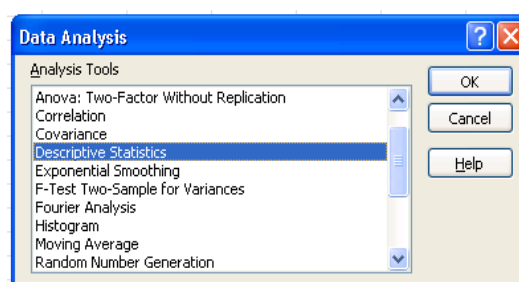 Data Analysis
Analysis Tools
Anova: Two-Factor Without Replication
Correlation
Covariance
Descriptive Statistics
Exponential Smoothing
F-Test Two-Sample for Variances
Fourier Analysis
Histogram
Moving Average
Random Number Generation
OK
Cancel
Help